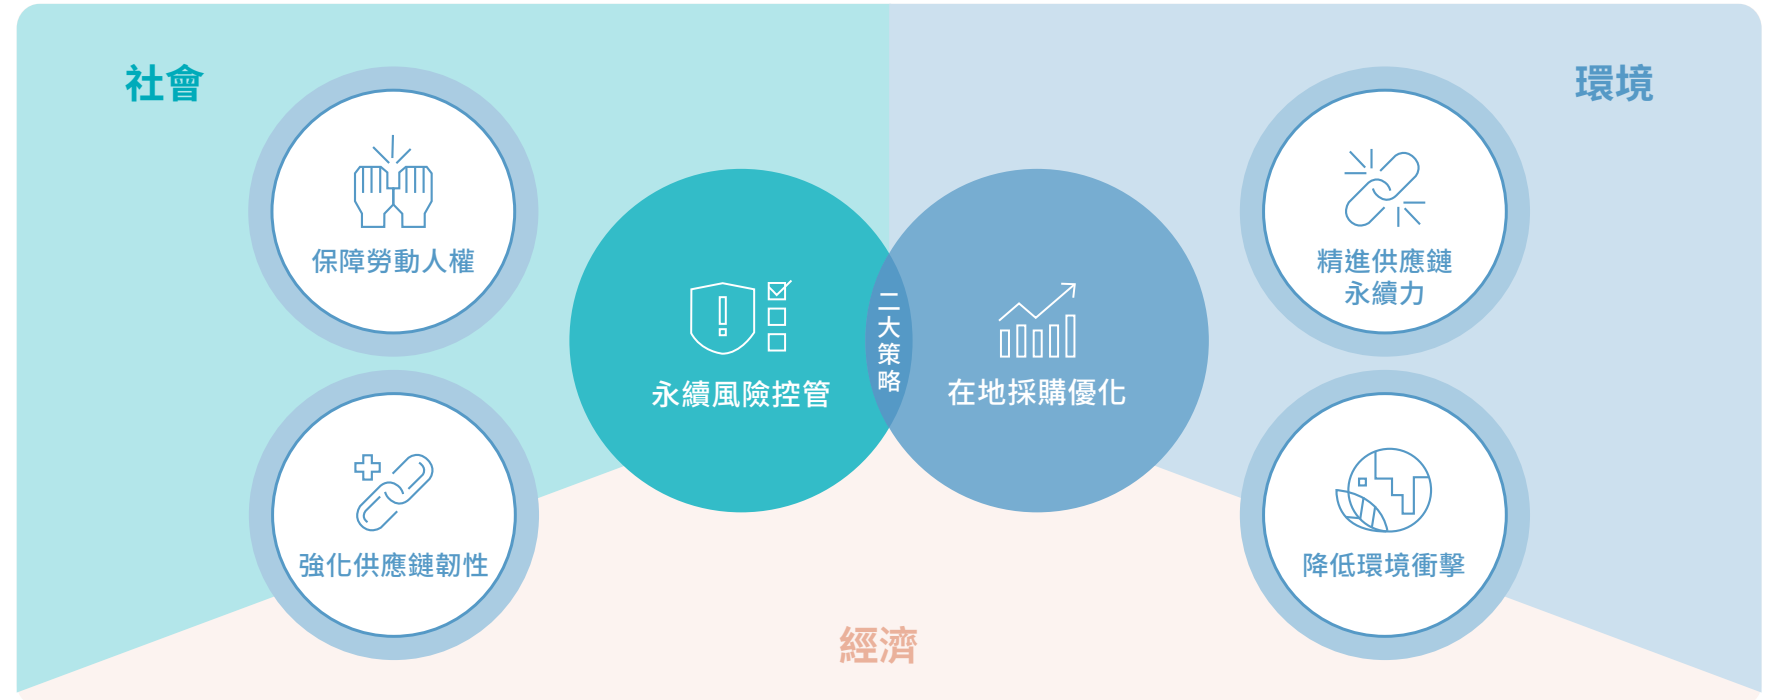 社會
環境
保障勞動人權
精進供應鏈
永續力
二大策略
永續風險控管
在地採購優化
強化供應鏈韌性
降低環境衝擊
經濟